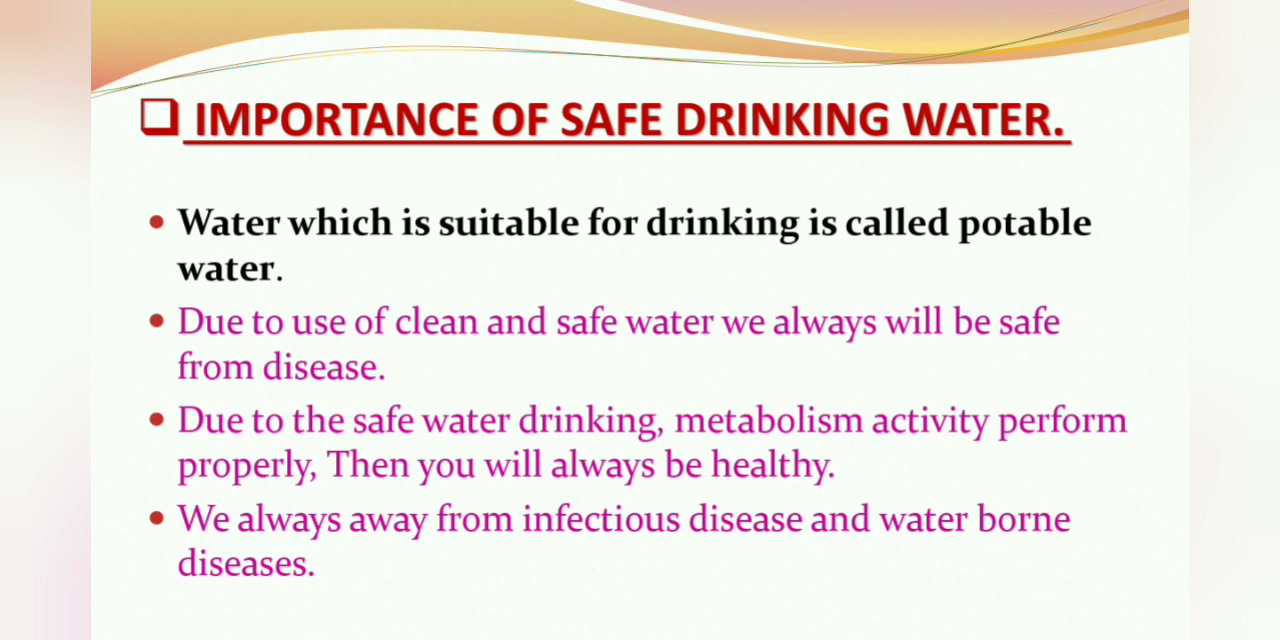 ❑ IMPORTANCE OF SAFE DRINKING WATER.
• Water which is suitable for drinking is called potable
water.
• Due to use of clean and safe water we always will be safe
from disease.
• Due to the safe water drinking, metabolism activity perform
properly, Then you will always be healthy.
• We always away from infectious disease and water borne
diseases.